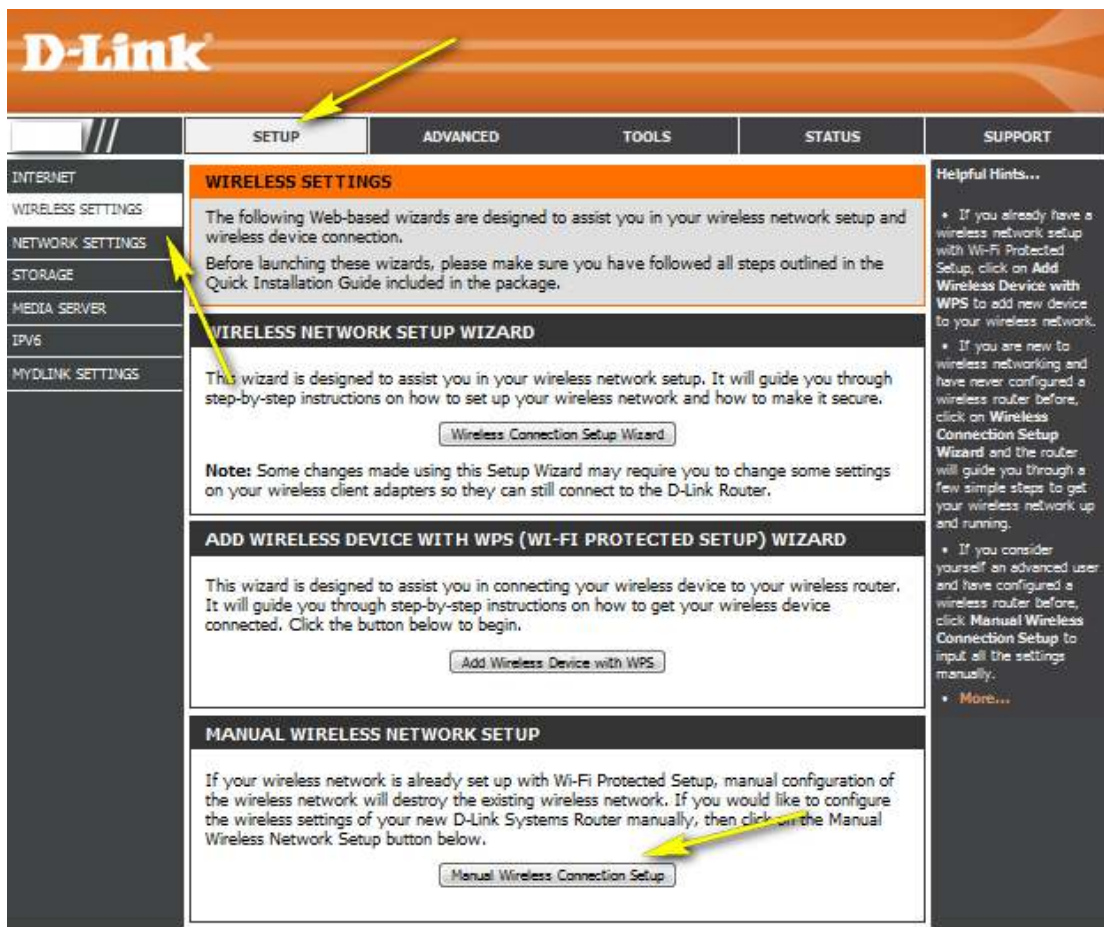 D-Link
SETUP
ADVANCED
TOOLS
STATUS
SUPPORT
INTERNET
WIRELESS SETTINGS
NETWORK SETTINGS
STORAGE
MEDIA SERVER
IPV6
MYDLINK SETTINGS
WIRELESS SETTINGS
The following Web-based wizards are designed to assist you in your wireless network setup and
wireless device connection.
Before launching these wizards, please make sure you have followed all steps outlined in the
Quick Installation Guide included in the package.
WIRELESS NETWORK SETUP WIZARD
This wizard is designed to assist you in your wireless network setup. It will guide you through
step-by-step instructions on how to set up your wireless network and how to make it secure.
Wireless Connection Setup Wizard
Note: Some changes made using this Setup Wizard may require you to change some settings
on your wireless client adapters so they can still connect to the D-Link Router.
ADD WIRELESS DEVICE WITH WPS (WI-FI PROTECTED SETUP) WIZARD
This wizard is designed to assist you in connecting your wireless device to your wireless router.
It will guide you through step-by-step instructions on how to get your wireless device
connected. Click the button below to begin.
Add Wireless Device with WPS
MANUAL WIRELESS NETWORK SETUP
If your wireless network is already set up with Wi-Fi Protected Setup, manual configuration of
the wireless network will destroy the existing wireless network. If you would like to configure
the wireless settings of your new D-Link Systems Router manually, then click on the Manual
Wireless Network Setup button below.
Manual Wireless Connection Setup
Helpful Hints...
• If you already have a
wireless network setup
with Wi-Fi Protected
Setup, click on Add
Wireless Device with
WPS to add new device
to your wireless network.
• If you are new to
wireless networking and
have never configured a
wireless router before,
click on Wireless
Connection Setup
Wizard and the router
will guide you through a
few simple steps to get
your wireless network up
and running.
• If you consider
yourself an advanced user
and have configured a
wireless router before,
click Manual Wireless
Connection Setup to
input all the settings
manually.
• More...